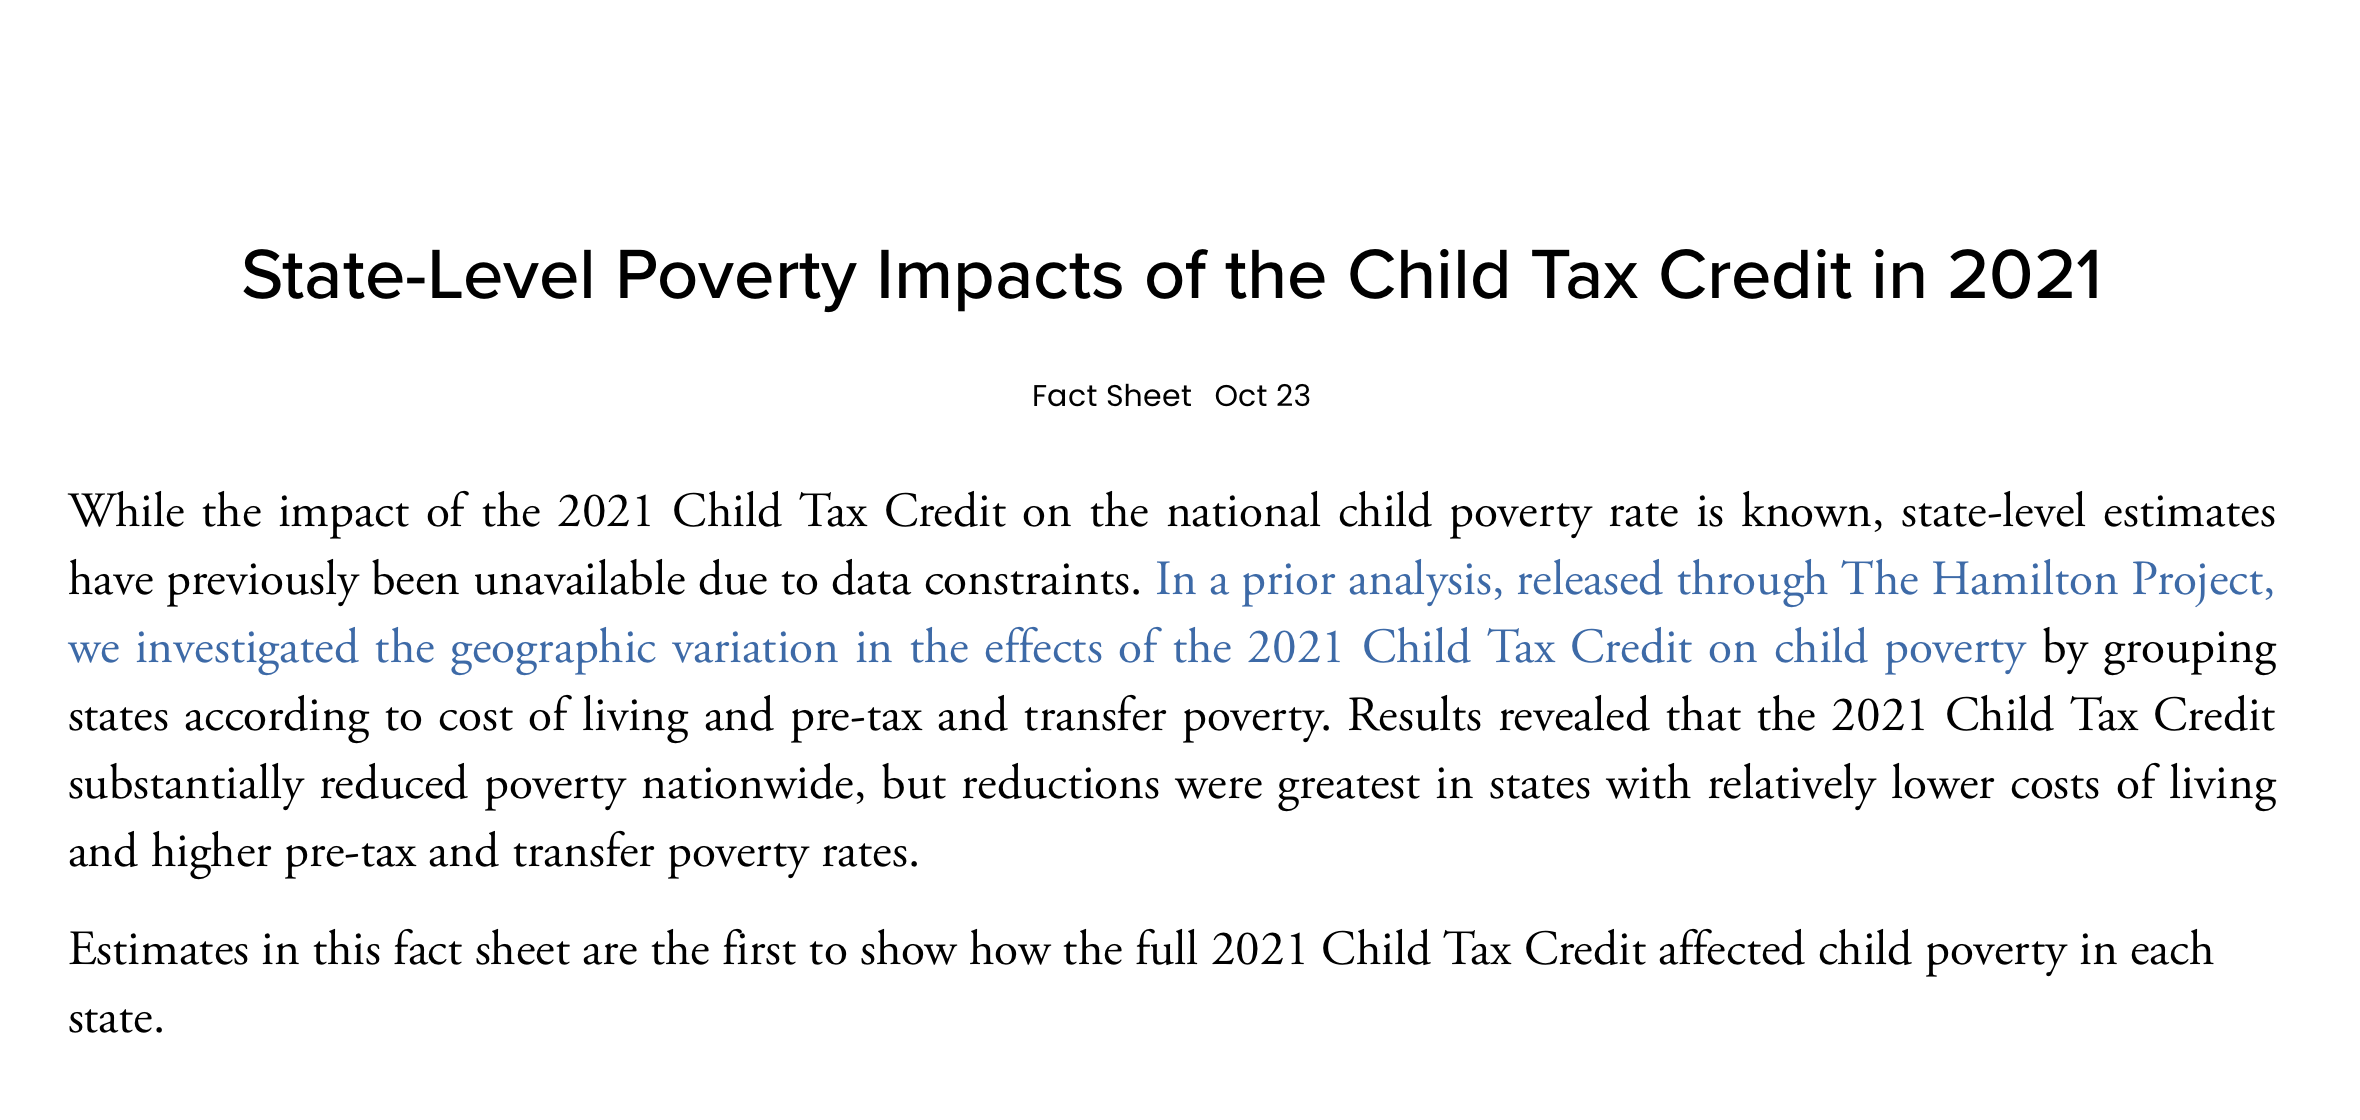 State-Level Poverty Impacts of the Child Tax Credit in 2021
Fact Sheet Oct 23
While the impact of the 2021 Child Tax Credit on the national child poverty rate is known, state-level estimates
have previously been unavailable due to data constraints. In a prior analysis, released through The Hamilton Project,
we investigated the geographic variation in the effects of the 2021 Child Tax Credit on child poverty by grouping
states according to cost of living and pre-tax and transfer poverty. Results revealed that the 2021 Child Tax Credit
substantially reduced poverty nationwide, but reductions were greatest in states with relatively lower costs of living
and higher pre-tax and transfer poverty rates.
Estimates in this fact sheet are the first to show how the full 2021 Child Tax Credit affected child poverty in each
state.